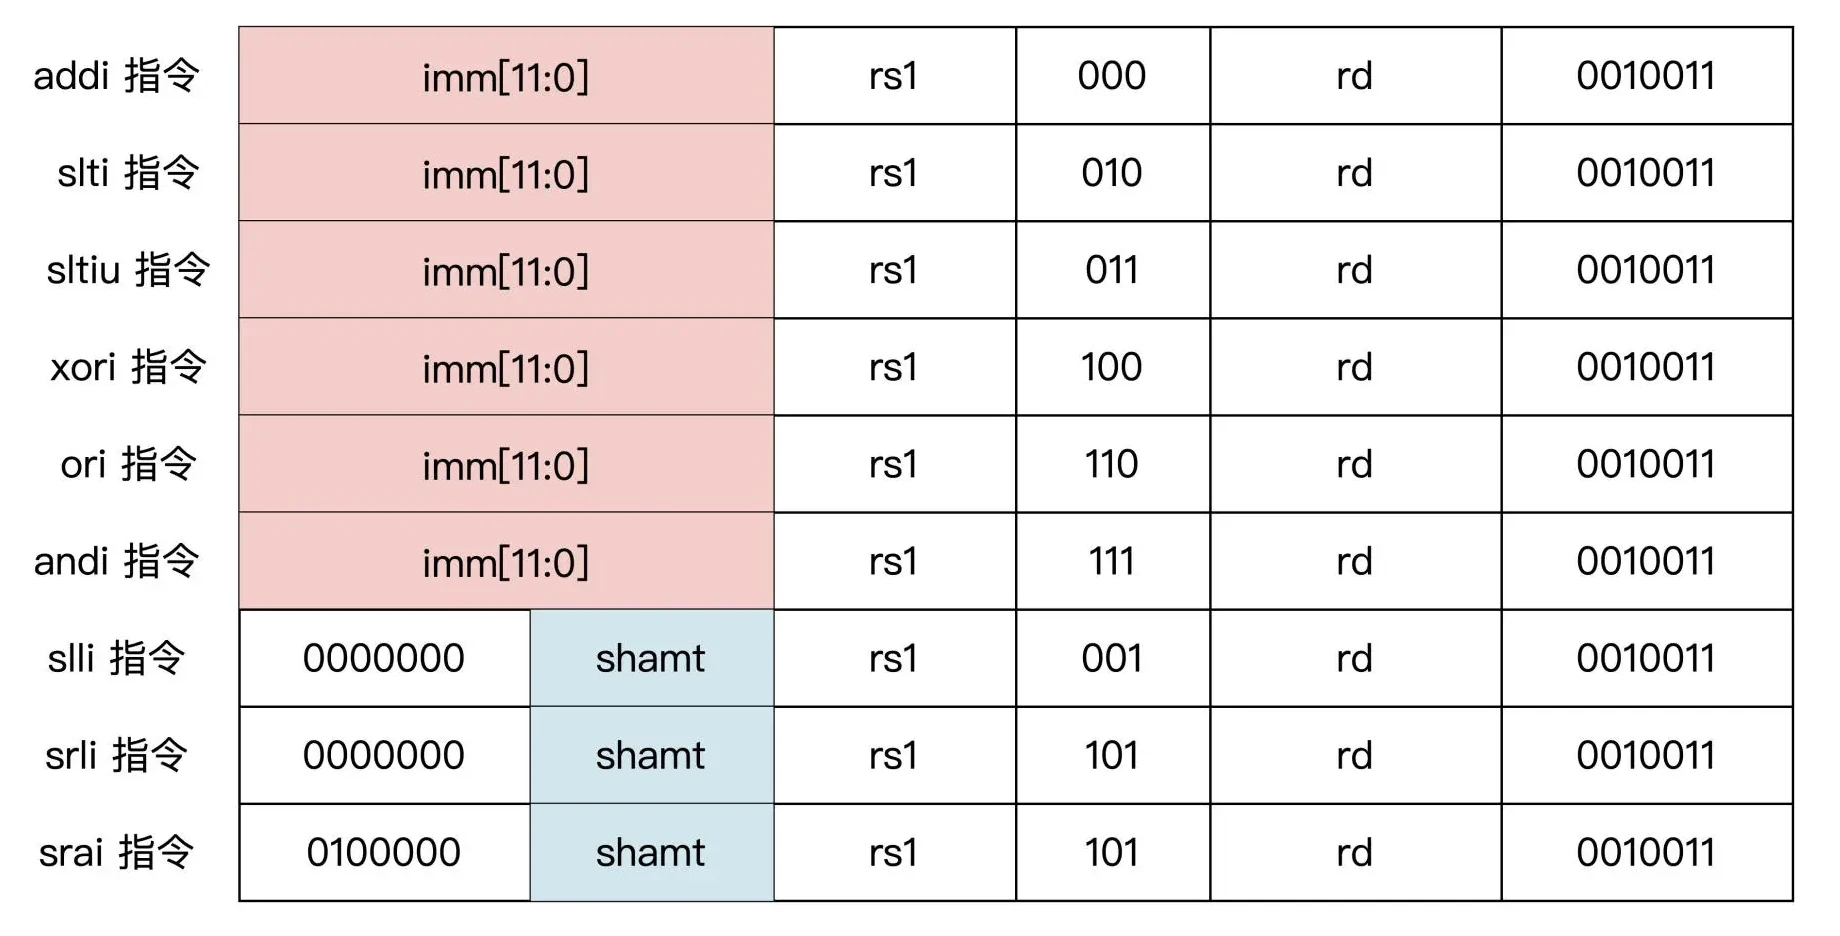 addi 指令 imm[11:0] rs1 000 rd 0010011
slti 指令 imm[11:0] rs1 010 rd 0010011
sltiu 指令 imm[11:0] rs1 011 rd 0010011
xori 指令 imm[11:0] rs1 100 rd 0010011
ori 指令 imm[11:0] rs1 110 rd 0010011
andi 指令 imm[11:0] rs1 111 rd 0010011
slli 指令 0000000 shamt rs1 001 rd 0010011
srli 指令 0000000 shamt rs1 101 rd 0010011
srai 指令 0100000 shamt rs1 101 rd 0010011